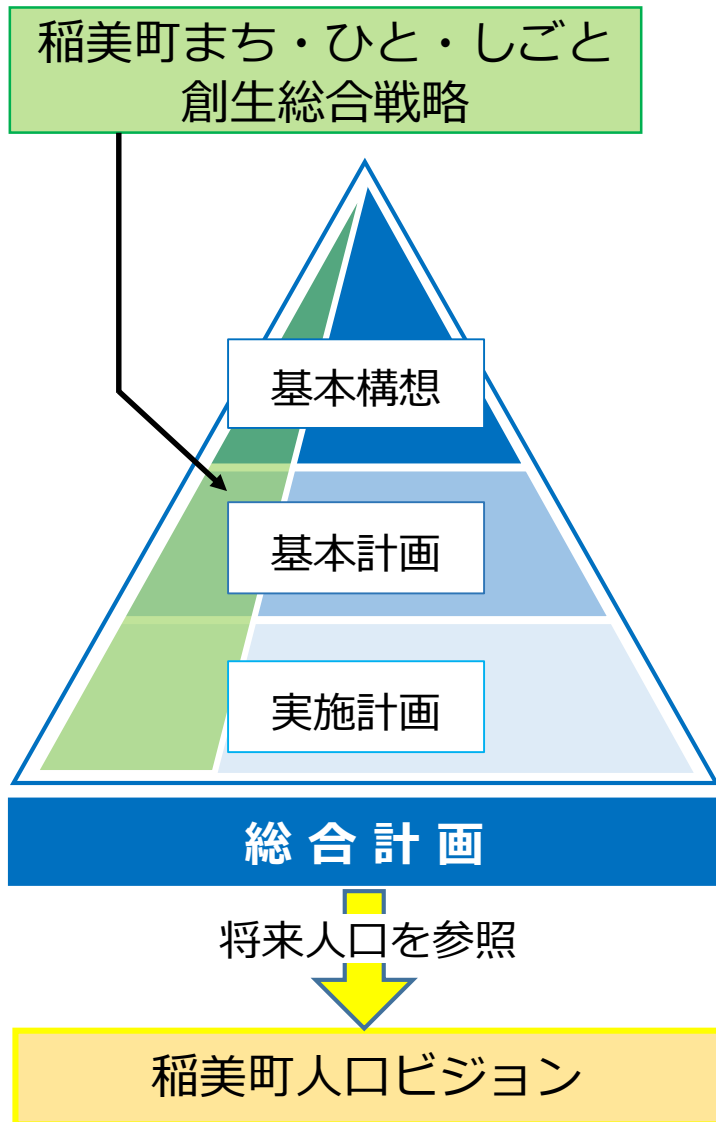 稲美町まち・ひと・しごと
創生総合戦略
基本構想
基本計画
実施計画
総合計画
将来人口を参照
稲美町人口ビジョン